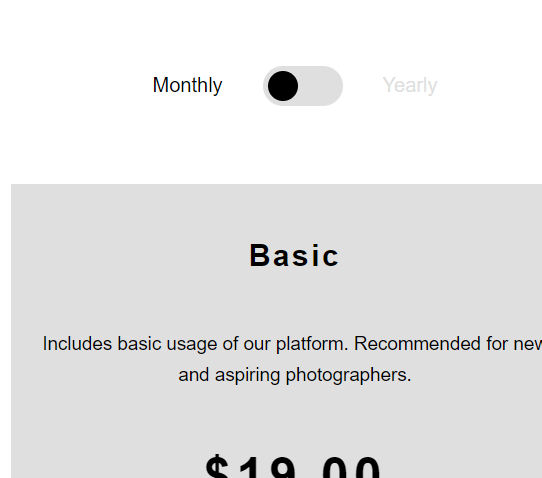 Monthly
Yearly
Basic
Includes basic usage of our platform. Recommended for new
and aspiring photographers.
$19.00